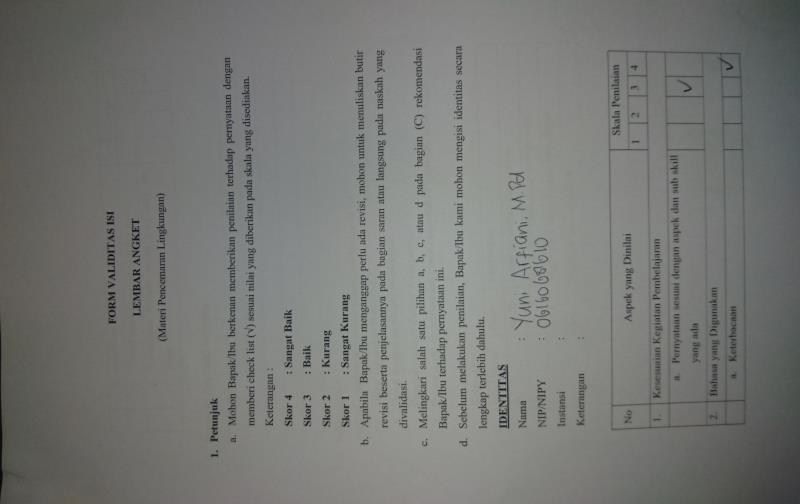 FORM VALIDITAS ISI
LEMBAR ANGKET
(Materi Pencemaran Lingkungan)
1. Petunjuk
a. Mohon Bapak/Ibu berkenan memberikan penilaian terhadap pernyataan dengan
memberi check list (√) sesuai nilai yang diberikan pada skala yang disediakan.
Keterangan :
Skor 4 : Sangat Baik
Skor 3 : Baik
Skor 2 : Kurang
Skor 1 : Sangat Kurang
b. Apabila Bapak/Ibu menganggap perlu ada revisi, mohon untuk menuliskan butir
revisi beserta penjelasannya pada bagian saran atau langsung pada naskah yang
divalidasi.
c. Melingkari salah satu pilihan a, b, c, atau d pada bagian (C) rekomendasi
Bapak/Ibu terhadap pernyataan ini.
d. Sebelum melakukan penilaian, Bapak/Ibu kami mohon mengisi identitas secara
lengkap terlebih dahulu.
IDENTITAS
Nama : Yuni Arfiani, M.Pd
NIP/NIPY : 0616068610
Instansi :
Keterangan :
No Aspek yang Dinilai Skala Penilaian
1 2 3 4
1. Kesesuaian Kegiatan Pembelajaran
a. Pernyataan sesuai dengan aspek dan sub skill ✓
yang ada
2. Bahasa yang Digunakan
a. Keterbacaan ✓